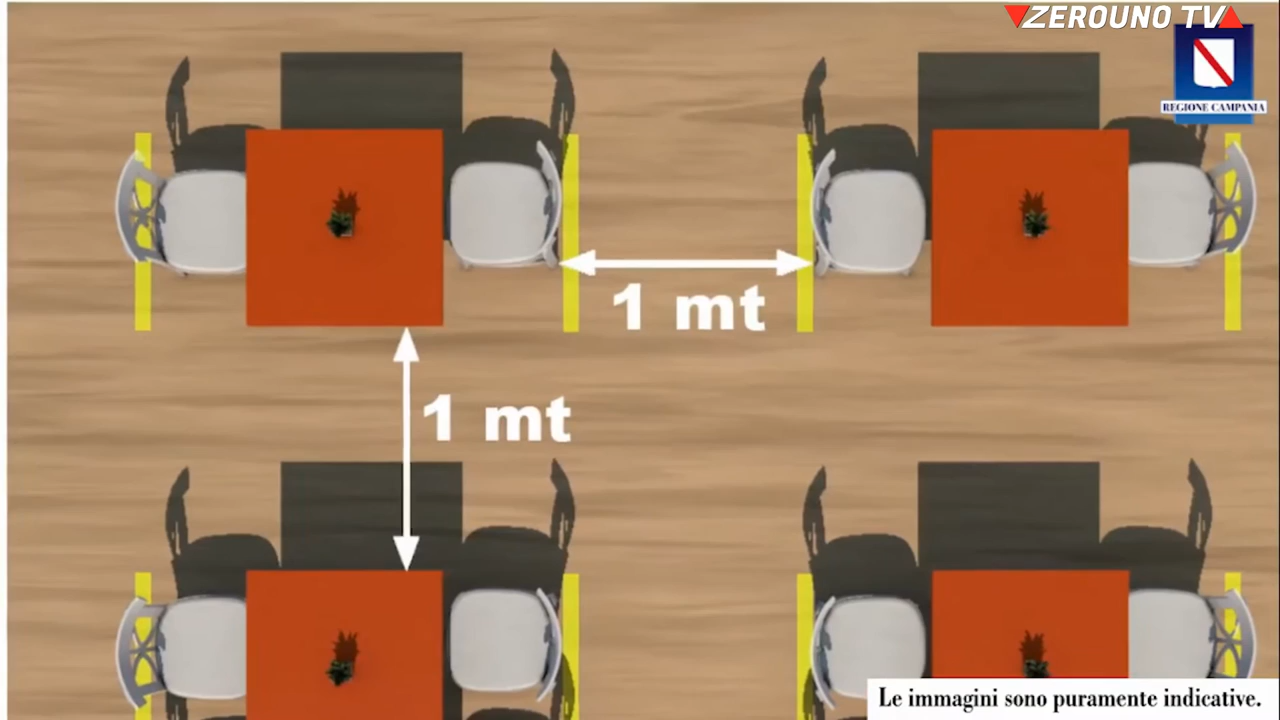 ZEROUNO TV
REGIONE CAMPANIA
1 mt
1 mt
Le immagini sono puramente indicative.